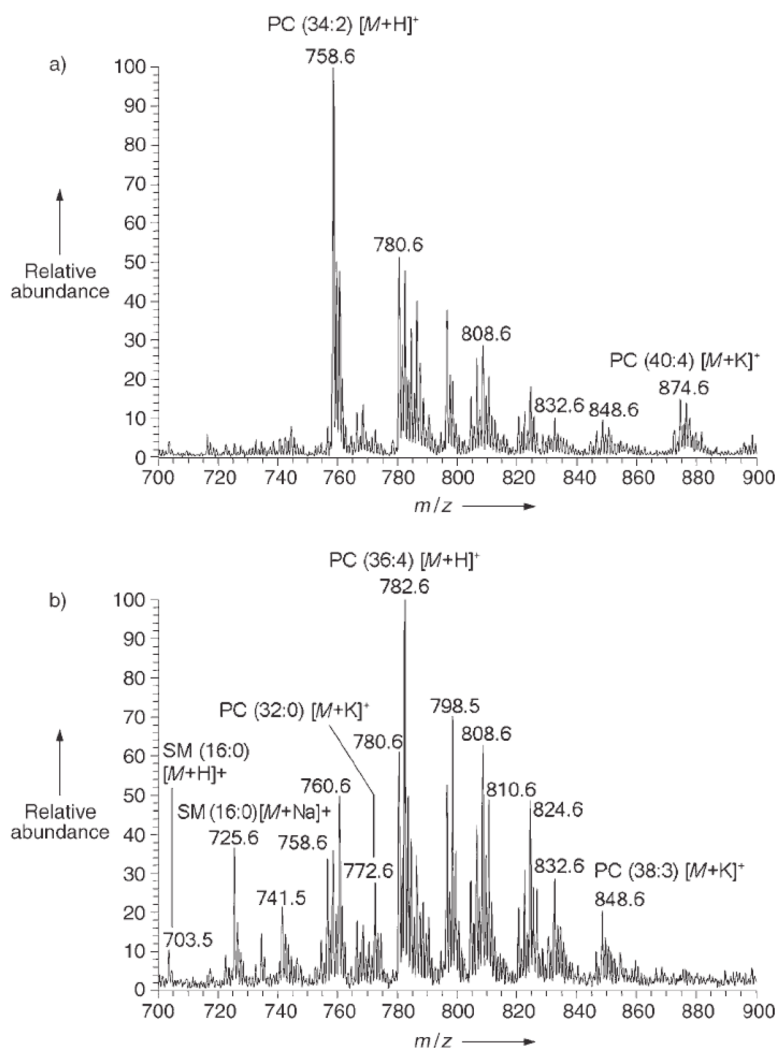 PC (34:2) [M+H]⁺
a)
758.6
100
90
80
70
60
50
40
30
20
10
0
Relative
abundance
780.6
808.6
832.6
848.6
PC (40:4) [M+K]⁺
874.6
700 720 740 760 780 800 820 840 860 880 900
m/z
PC (36:4) [M+H]⁺
b)
782.6
100
90
80
70
60
50
40
30
20
10
0
Relative
abundance
SM (16:0)
[M+H]+
703.5
SM (16:0)[M+Na]+
725.6
741.5
758.6
760.6
PC (32:0) [M+K]⁺
772.6
780.6
798.5
808.6
810.6
824.6
832.6
PC (38:3) [M+K]⁺
848.6
700 720 740 760 780 800 820 840 860 880 900
m/z